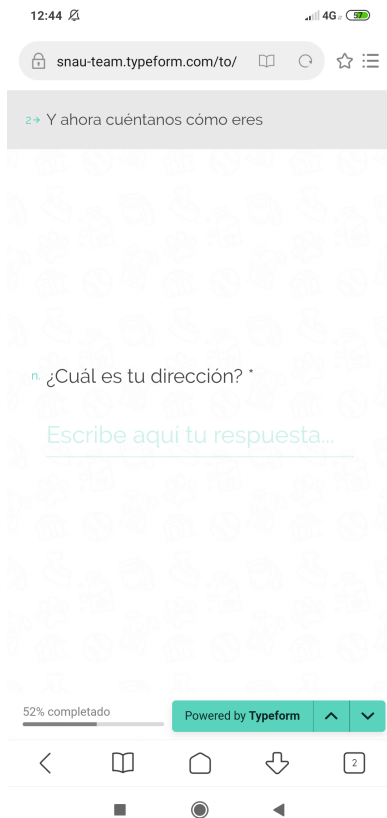 12:44
4G 57
snau-team.typeform.com/to/
2→ Y ahora cuéntanos cómo eres
n. ¿Cuál es tu dirección? *
Escribe aquí tu respuesta...
52% completado
Powered by Typeform
2